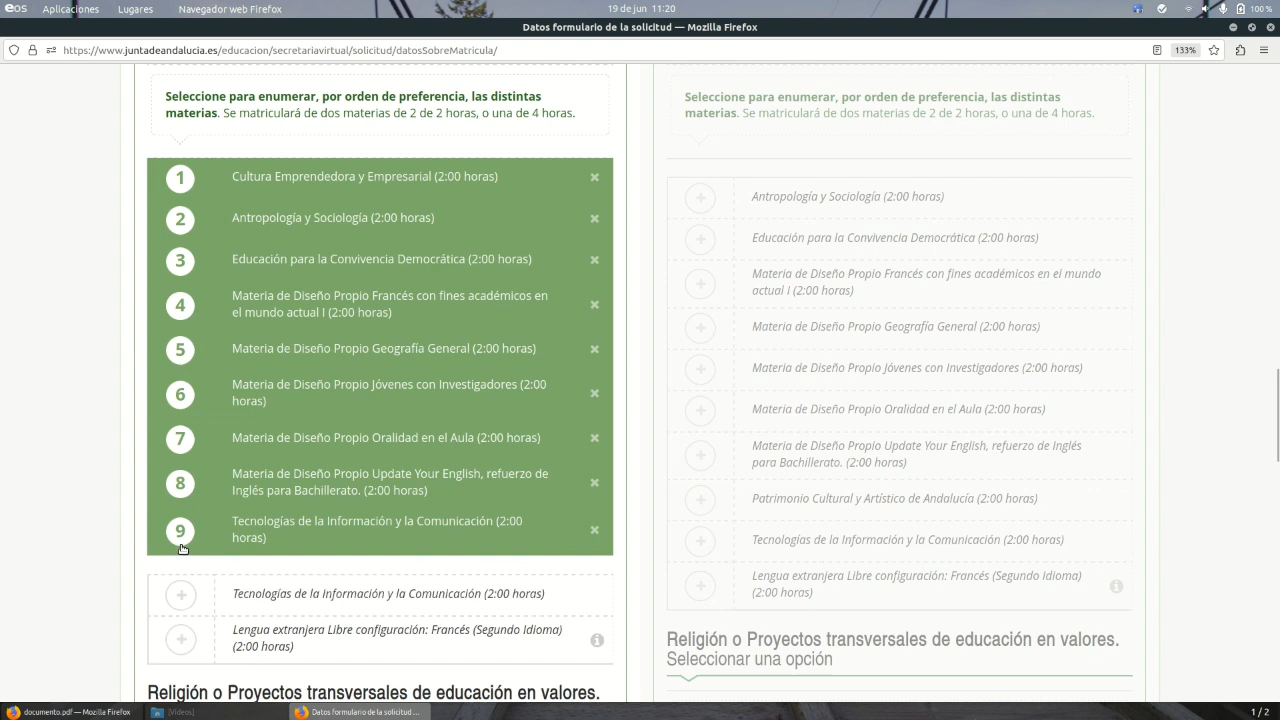 eos Aplicaciones Lugares Navegador web Firefox 19 de jun 11:20 100 %
Datos formulario de la solicitud — Mozilla Firefox
https://www.juntadeandalucia.es/educacion/secretariavirtual/solicitud/datosSobreMatricula/ 133%
Seleccione para enumerar, por orden de preferencia, las distintas
materias. Se matriculará de dos materias de 2 de 2 horas, o una de 4 horas.
1 Cultura Emprendedora y Empresarial (2:00 horas)
2 Antropología y Sociología (2:00 horas)
3 Educación para la Convivencia Democrática (2:00 horas)
4 Materia de Diseño Propio Francés con fines académicos en
el mundo actual I (2:00 horas)
5 Materia de Diseño Propio Geografía General (2:00 horas)
6 Materia de Diseño Propio Jóvenes con Investigadores (2:00
horas)
7 Materia de Diseño Propio Oralidad en el Aula (2:00 horas)
8 Materia de Diseño Propio Update Your English, refuerzo de
Inglés para Bachillerato. (2:00 horas)
9 Tecnologías de la Información y la Comunicación (2:00
horas)
Tecnologías de la Información y la Comunicación (2:00 horas)
Lengua extranjera Libre configuración: Francés (Segundo Idioma)
(2:00 horas)
Religión o Proyectos transversales de educación en valores.
Seleccione para enumerar, por orden de preferencia, las distintas
materias. Se matriculará de dos materias de 2 de 2 horas, o una de 4 horas.
Antropología y Sociología (2:00 horas)
Educación para la Convivencia Democrática (2:00 horas)
Materia de Diseño Propio Francés con fines académicos en el mundo
actual I (2:00 horas)
Materia de Diseño Propio Geografía General (2:00 horas)
Materia de Diseño Propio Jóvenes con Investigadores (2:00 horas)
Materia de Diseño Propio Oralidad en el Aula (2:00 horas)
Materia de Diseño Propio Update Your English, refuerzo de Inglés
para Bachillerato. (2:00 horas)
Patrimonio Cultural y Artístico de Andalucía (2:00 horas)
Tecnologías de la Información y la Comunicación (2:00 horas)
Lengua extranjera Libre configuración: Francés (Segundo Idioma)
(2:00 horas)
Religión o Proyectos transversales de educación en valores.
Seleccionar una opción
documento.pdf — Mozilla Firefox [Vídeos] Datos formulario de la solicitud ... 1 / 2